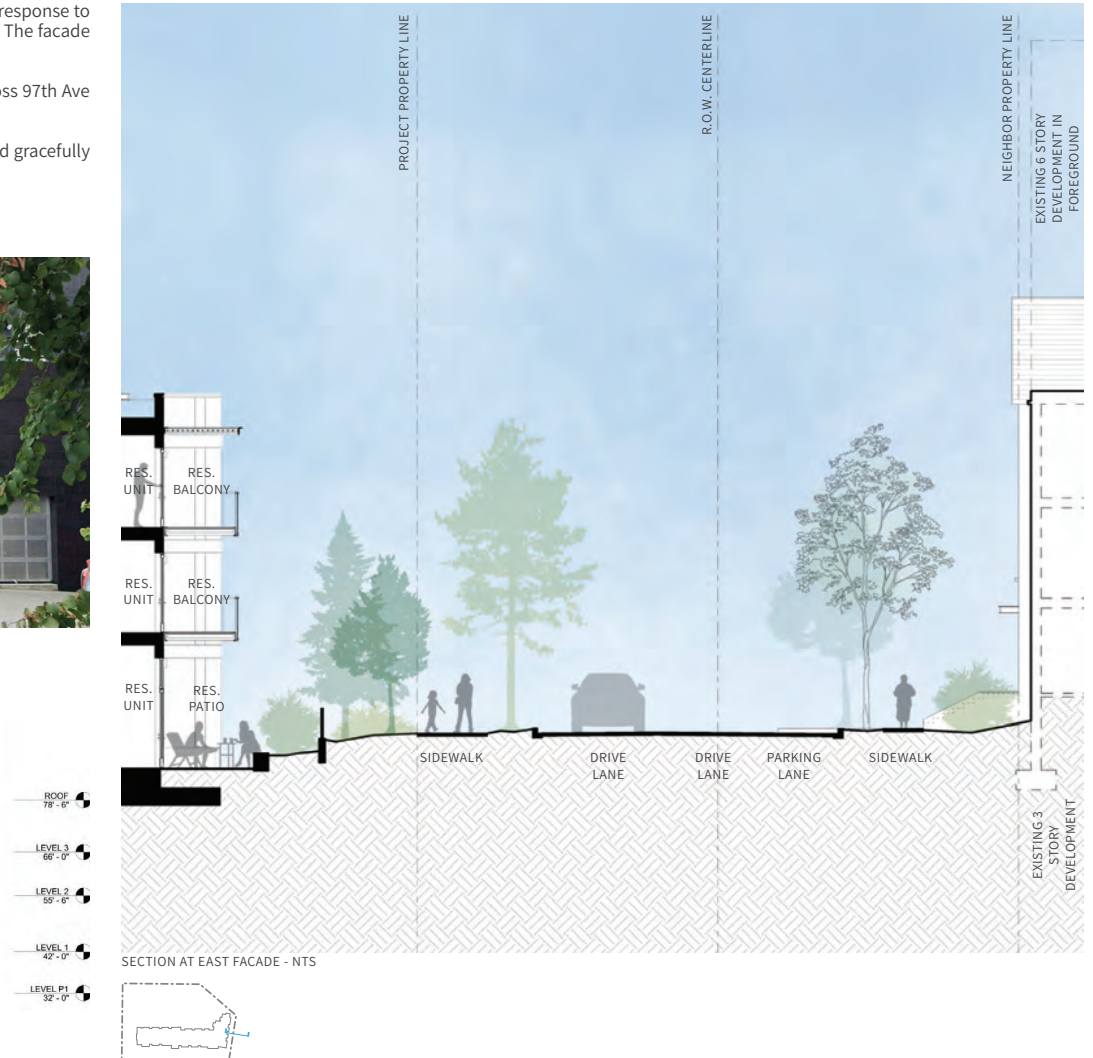 response to
The facade
oss 97th Ave
d gracefully
PROJECT PROPERTY LINE
R.O.W. CENTERLINE
NEIGHBOR PROPERTY LINE
EXISTING 6 STORY
DEVELOPMENT IN
FOREGROUND
RES.
UNIT
RES.
BALCONY
RES.
UNIT
RES.
BALCONY
RES.
UNIT
RES.
PATIO
SIDEWALK
DRIVE
LANE
DRIVE
LANE
PARKING
LANE
SIDEWALK
EXISTING 3
STORY
DEVELOPMENT
ROOF
78' - 6"
LEVEL 3
66' - 0"
LEVEL 2
55' - 6"
LEVEL 1
42' - 0"
LEVEL P1
32' - 0"
SECTION AT EAST FACADE - NTS